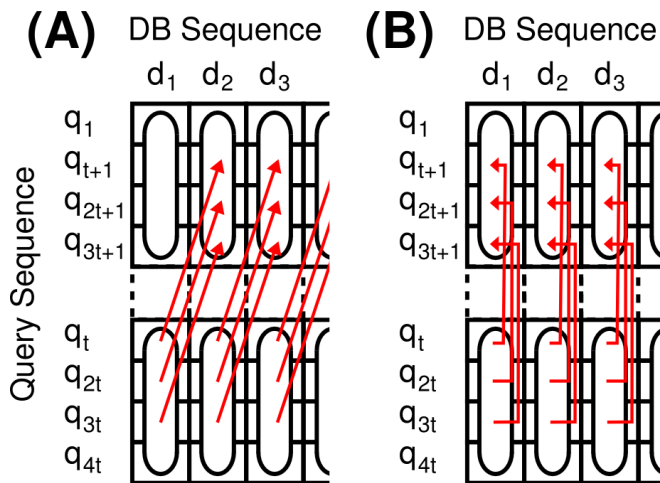 (A) DB Sequence
d1 d2 d3
(B) DB Sequence
d1 d2 d3
Query Sequence
q1
qt+1
q2t+1
q3t+1
qt
q2t
q3t
q4t
q1
qt+1
q2t+1
q3t+1
qt
q2t
q3t
q4t